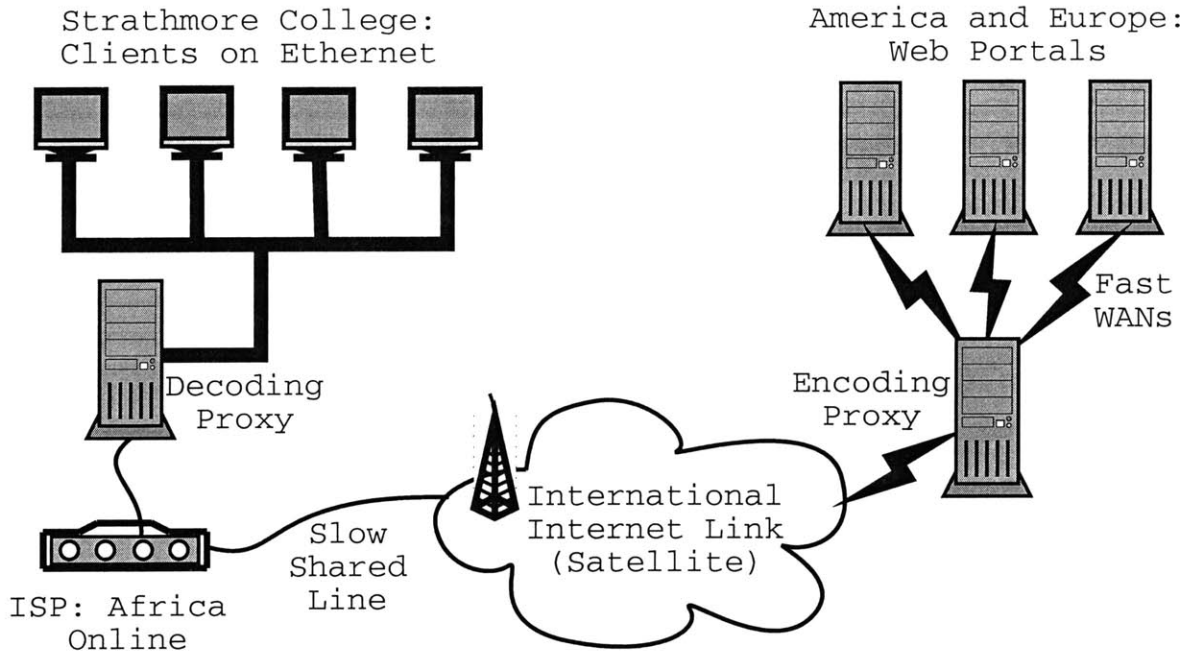 Strathmore College:
Clients on Ethernet
America and Europe:
Web Portals
Fast
WANs
Decoding
Proxy
Encoding
Proxy
International
Internet Link
(Satellite)
Slow
Shared
Line
ISP: Africa
Online